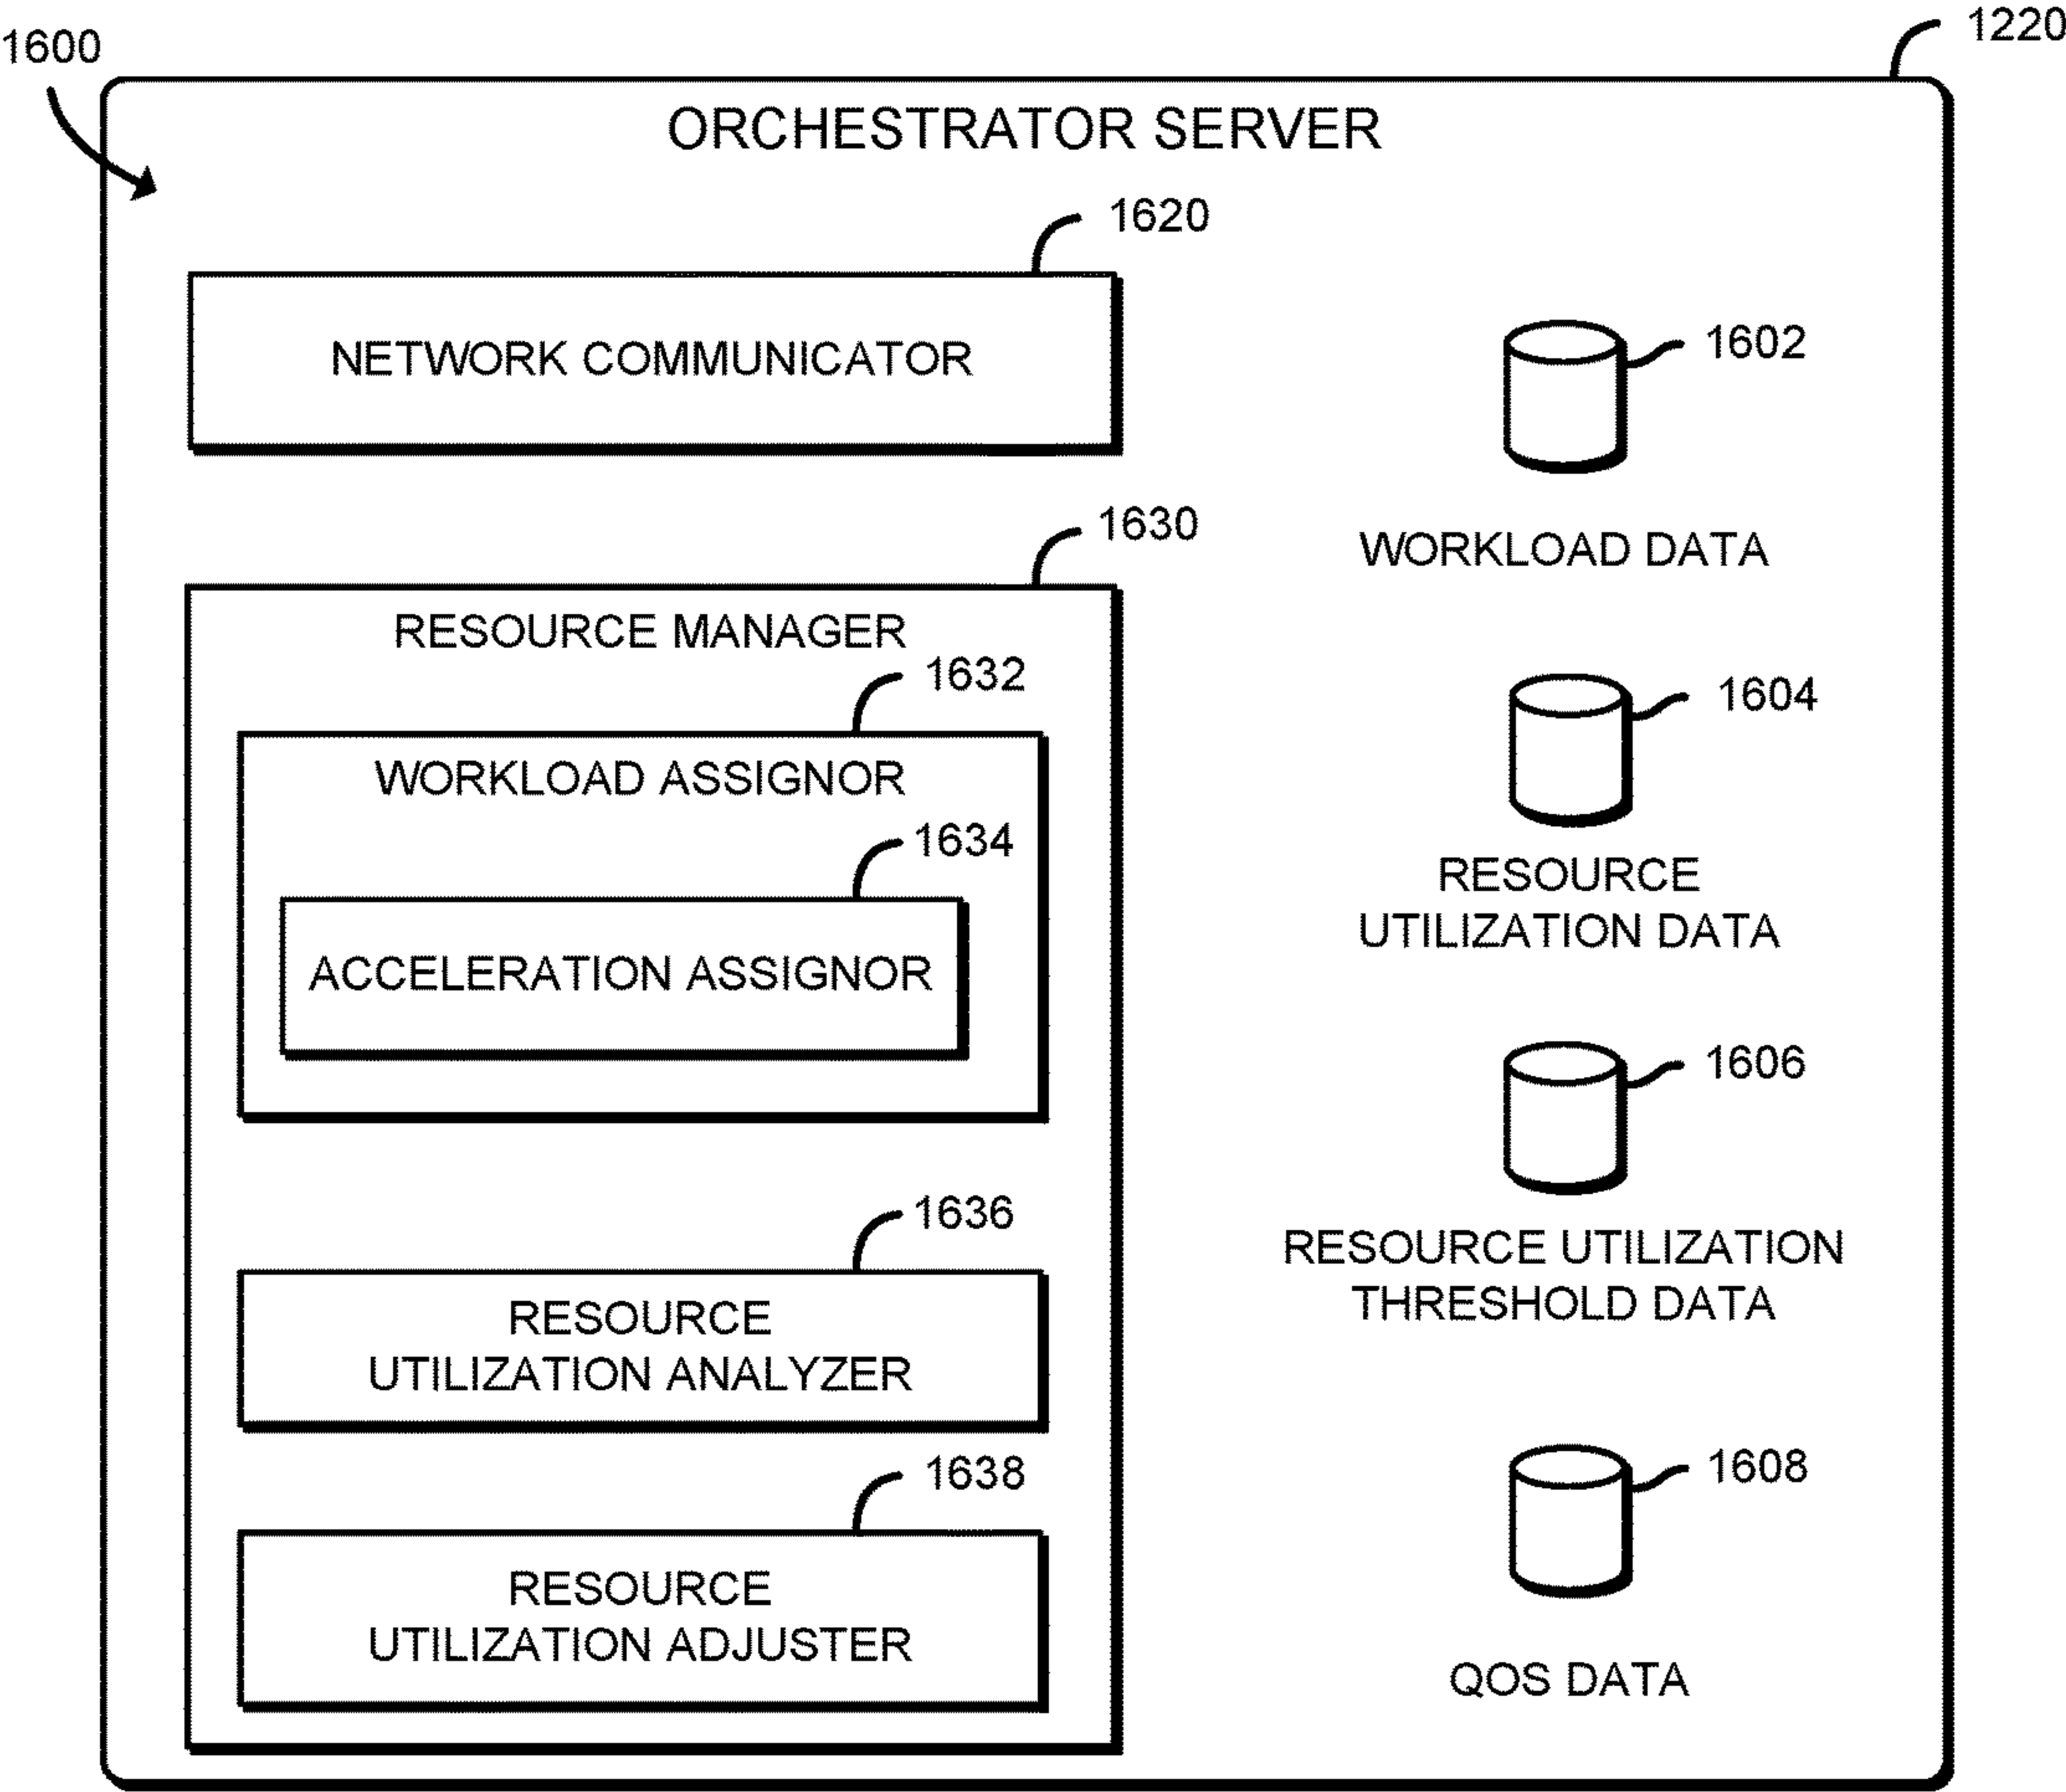 1600
1220
ORCHESTRATOR SERVER
1620
NETWORK COMMUNICATOR
1630
RESOURCE MANAGER
1632
WORKLOAD ASSIGNOR
1634
ACCELERATION ASSIGNOR
1636
RESOURCE
UTILIZATION ANALYZER
1638
RESOURCE
UTILIZATION ADJUSTER
1602
WORKLOAD DATA
1604
RESOURCE
UTILIZATION DATA
1606
RESOURCE UTILIZATION
THRESHOLD DATA
1608
QOS DATA